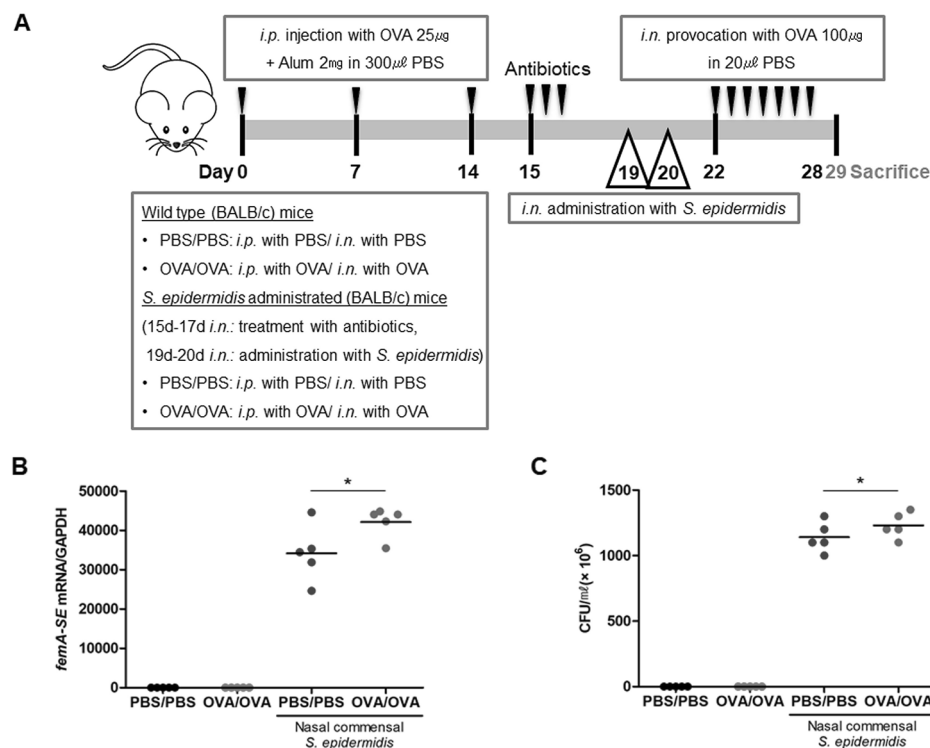 A
i.p. injection with OVA 25㎍
+ Alum 2㎎ in 300㎕ PBS
Antibiotics
i.n. provocation with OVA 100㎍
in 20㎕ PBS
Day 0 7 14 15 19 20 22 28 29 Sacrifice
i.n. administration with S. epidermidis
Wild type (BALB/c) mice
• PBS/PBS: i.p. with PBS/ i.n. with PBS
• OVA/OVA: i.p. with OVA/ i.n. with OVA
S. epidermidis administrated (BALB/c) mice
(15d-17d i.n.: treatment with antibiotics,
19d-20d i.n.: administration with S. epidermidis)
• PBS/PBS: i.p. with PBS/ i.n. with PBS
• OVA/OVA: i.p. with OVA/ i.n. with OVA
B
femA-SE mRNA/GAPDH
50000
40000
30000
20000
10000
0
*
PBS/PBS OVA/OVA PBS/PBS OVA/OVA
Nasal commensal
S. epidermidis
C
CFU/㎖(× 10⁶)
1500
1000
500
0
*
PBS/PBS OVA/OVA PBS/PBS OVA/OVA
Nasal commensal
S. epidermidis